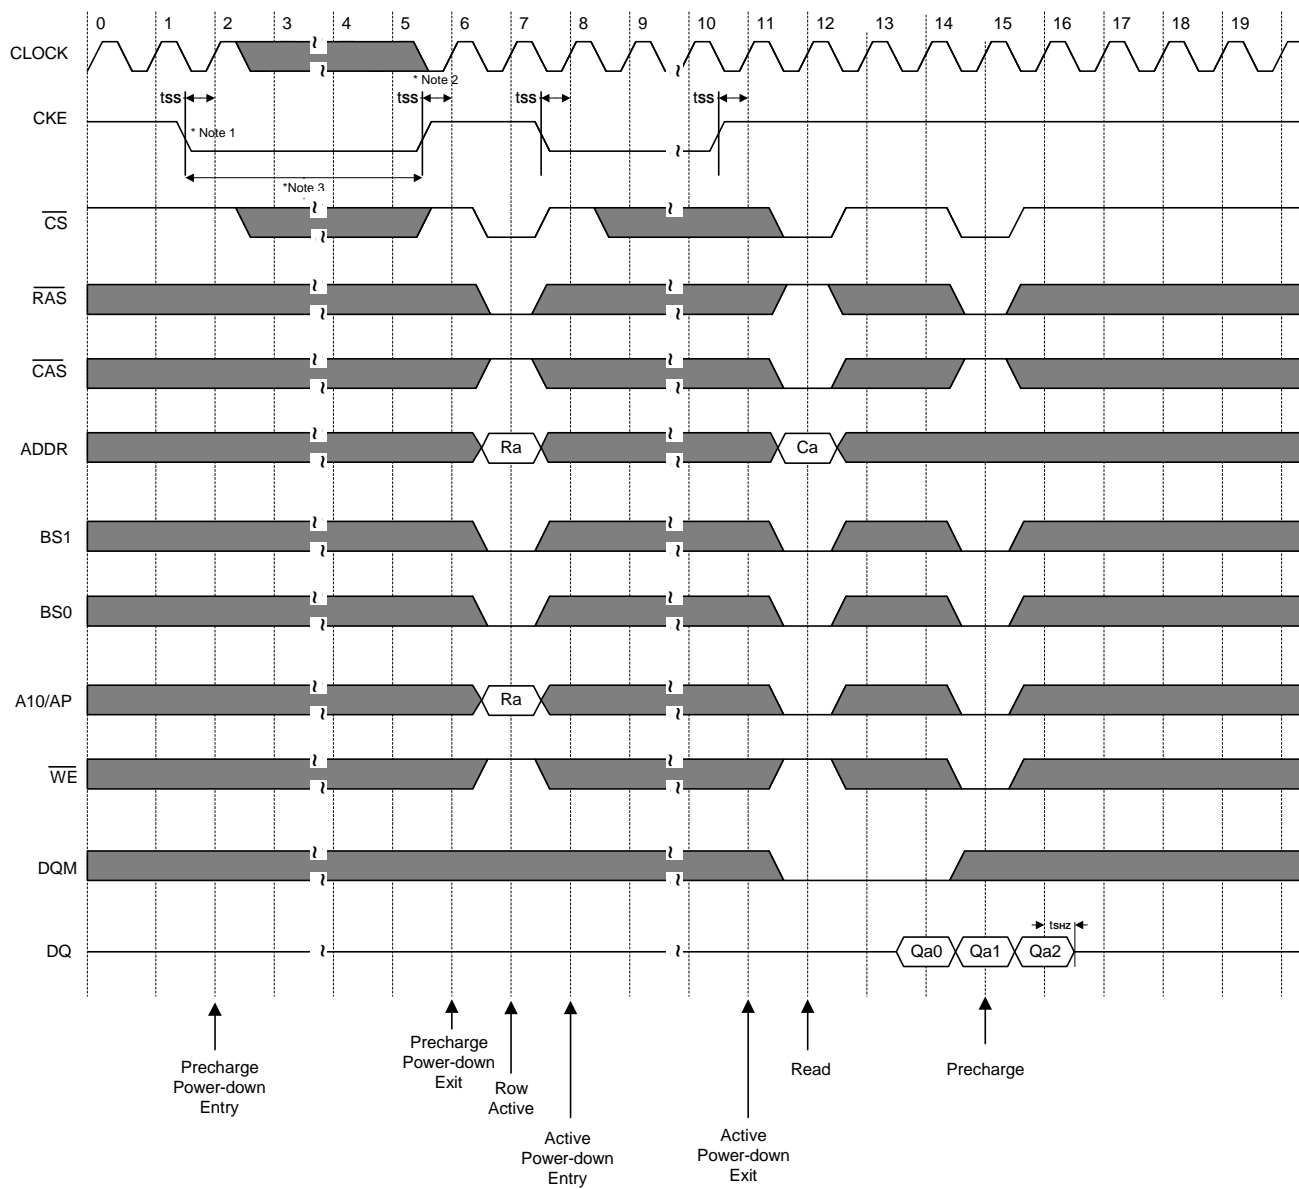 0 1 2 3 4 5 6 7 8 9 10 11 12 13 14 15 16 17 18 19
CLOCK
* Note 2
tss tss tss tss
CKE
* Note 1
*Note 3
CS
RAS
CAS
ADDR Ra Ca
BS1
BS0
A10/AP Ra
WE
DQM
tSHZ
DQ Qa0 Qa1 Qa2
Precharge
Power-down
Entry
Precharge
Power-down
Exit
Row
Active
Active
Power-down
Entry
Active
Power-down
Exit
Read
Precharge